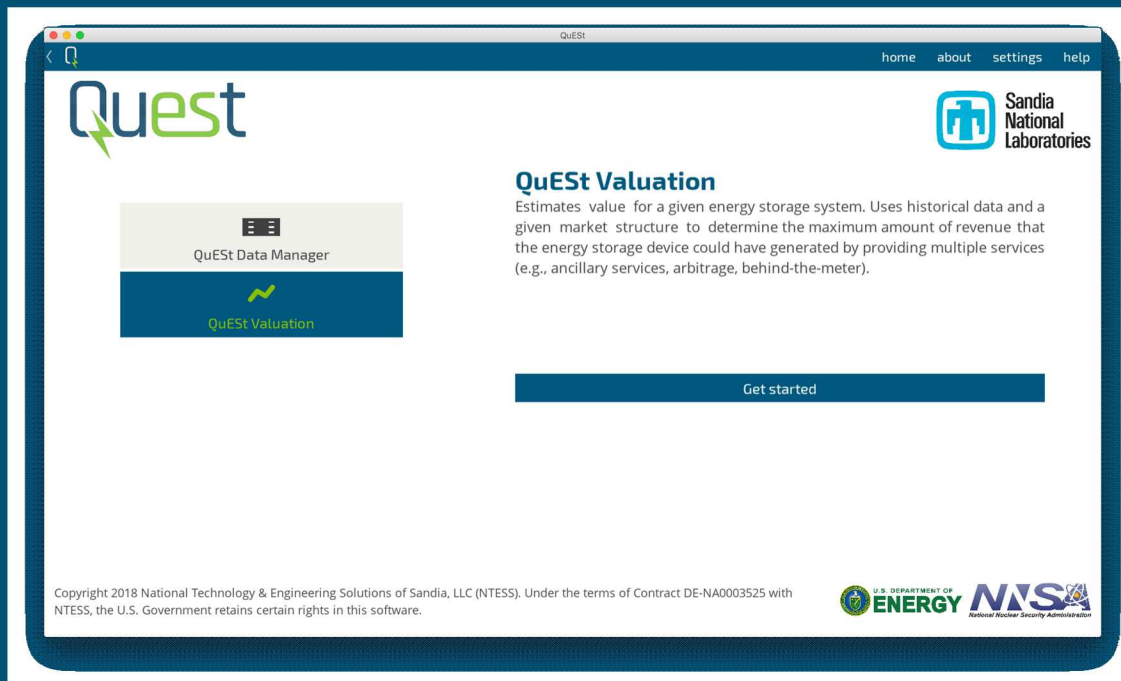 QuESt
home about settings help
Quest
Sandia
National
Laboratories
QuESt Valuation
Estimates value for a given energy storage system. Uses historical data and a
given market structure to determine the maximum amount of revenue that
the energy storage device could have generated by providing multiple services
(e.g., ancillary services, arbitrage, behind-the-meter).
QuESt Data Manager
QuESt Valuation
Get started
Copyright 2018 National Technology & Engineering Solutions of Sandia, LLC (NTESS). Under the terms of Contract DE-NA0003525 with
NTESS, the U.S. Government retains certain rights in this software.
U.S. DEPARTMENT OF
ENERGY
NNSA
National Nuclear Security Administration